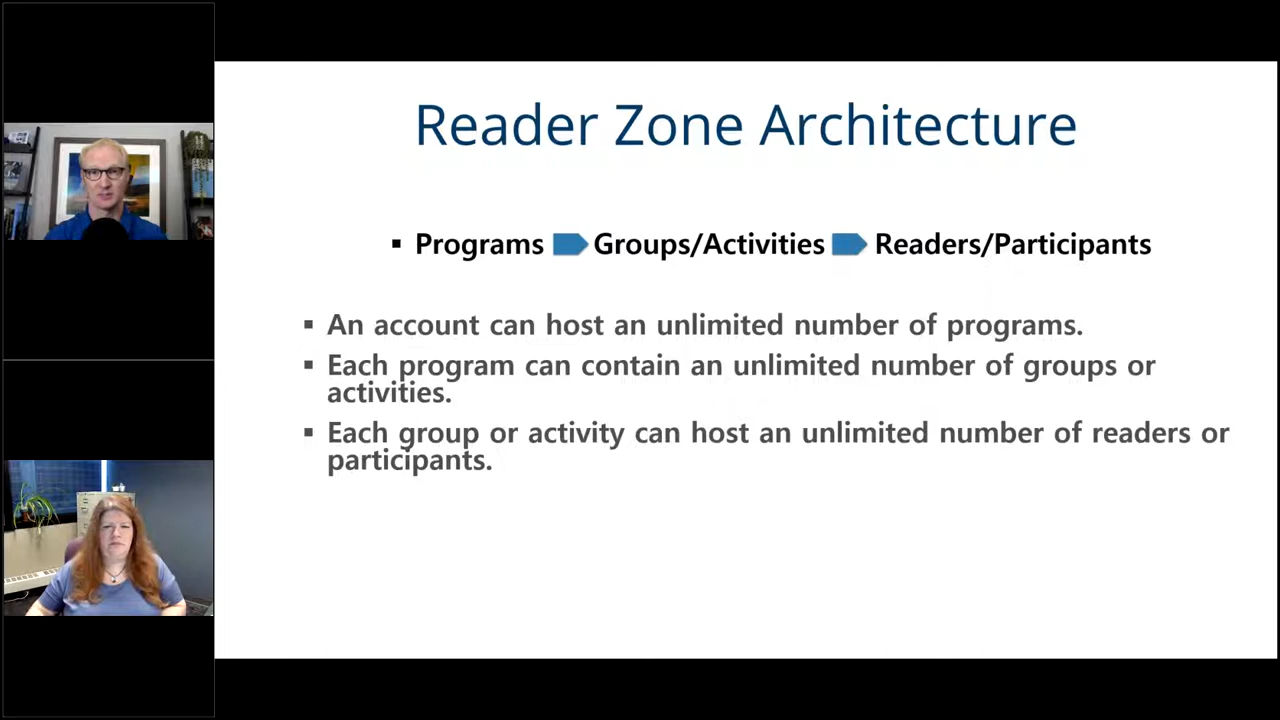 Reader Zone Architecture
▪ Programs Groups/Activities Readers/Participants
▪ An account can host an unlimited number of programs.
▪ Each program can contain an unlimited number of groups or
activities.
▪ Each group or activity can host an unlimited number of readers or
participants.